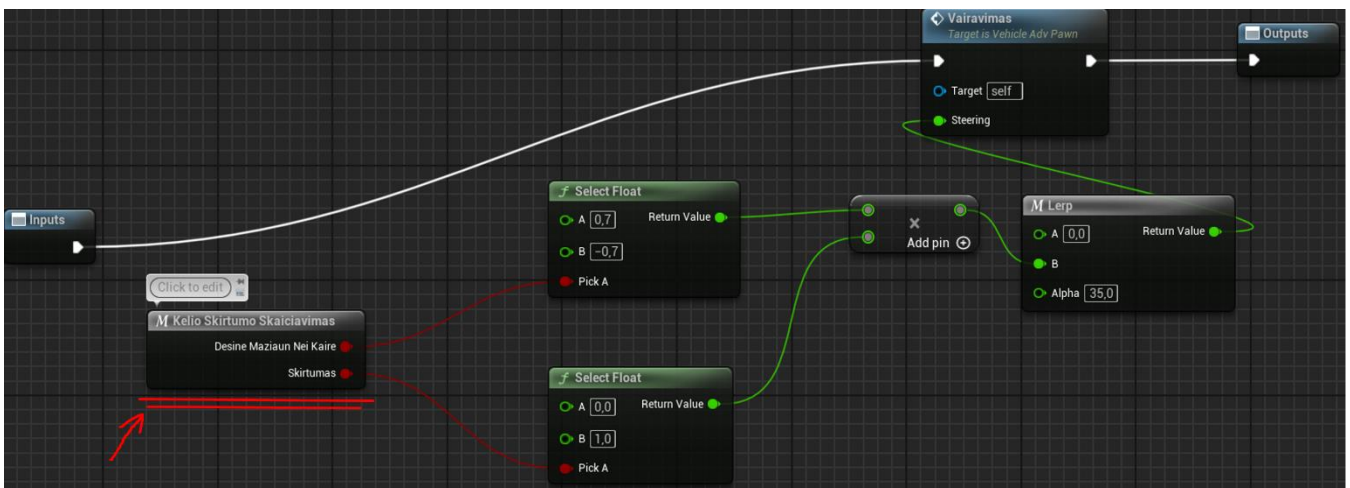 Vairavimas
Target is Vehicle Adv Pawn
Target self
Steering
Outputs
Inputs
Click to edit
M Kelio Skirtumo Skaiciavimas
Desine Maziaun Nei Kaire
Skirtumas
f Select Float
A 0,7 Return Value
B -0,7
Pick A
f Select Float
A 0,0 Return Value
B 1,0
Pick A
×
Add pin
M Lerp
A 0,0 Return Value
B
Alpha 35,0